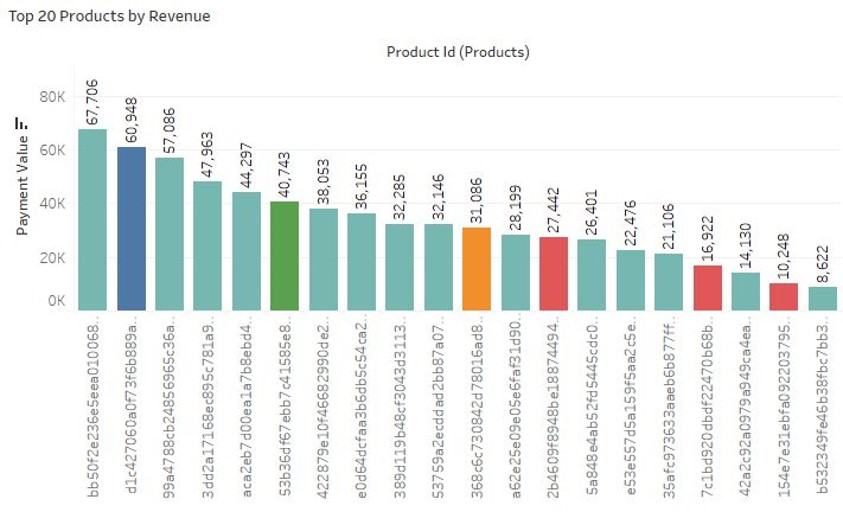 Top 20 Products by Revenue
Product Id (Products)
Payment Value
80K
60K
40K
20K
0K
67,706
60,948
57,086
47,963
44,297
40,743
38,053
36,155
32,285
32,146
31,086
28,199
27,442
26,401
22,476
21,106
16,922
14,130
10,248
8,622
bb50f2e236e5eea010068..
d1c427060a0f73f6b889a..
99a4788cb24856965c36a..
3dd2a17168ec895c781a9..
aca2eb7d00ea1a7b8ebd4..
53b36df67ebb7c41585e8..
422879e10f46682990de2..
e0d64dcfaa3b6db5c54ca2..
389d119b48cf3043d3113..
53759a2ecddad2bb87a07..
368c6c730842d78016ad8..
a62e25e09e05e6faf31d90..
2b4609f8948be18874494..
5a848e4ab52fd5445cdc0..
e53e557d5a159f5aa2c5e..
35afc973633aaeb6b877ff..
7c1bd920dbdf22470b68b..
42a2c92a0979a949ca4ea..
154e7e31ebfa092203795..
b532349fe46b38fbc7bb3..